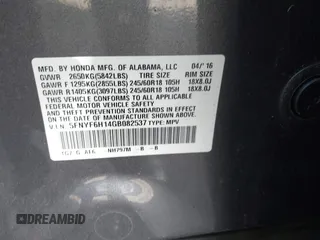 MFD. BY HONDA MFG. OF ALABAMA, LLC 04/'16
GVWR 2650KG(5842LBS) TIRE SIZE RIM SIZE
GAWR F 1295KG(2855LBS) 245/60R18 105H 18X8.0J
GAWR R 1405KG(3097LBS) 245/60R18 105H 18X8.0J
THIS VEHICLE CONFORMS TO ALL APPLICABLE
FEDERAL MOTOR VEHICLE SAFETY, BUMPER,
AND THEFT PREVENTION STANDARDS IN EFFECT
ON THE DATE OF MANUFACTURE SHOWN ABOVE.
V.I.N. 5FNYF6H14GB082537 TYPE: MPV
NH797M B B
DREAMBID